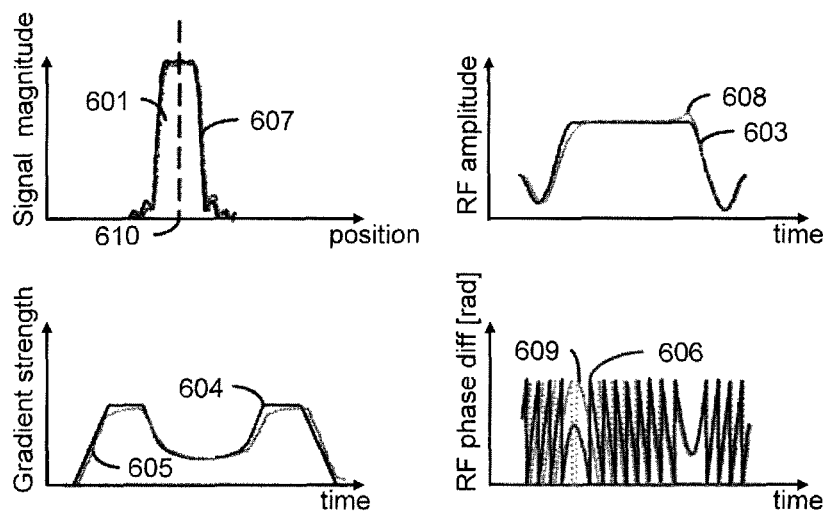 Signal magnitude
601
607
610
position
RF amplitude
608
603
time
Gradient strength
604
605
time
RF phase diff [rad]
609
606
time